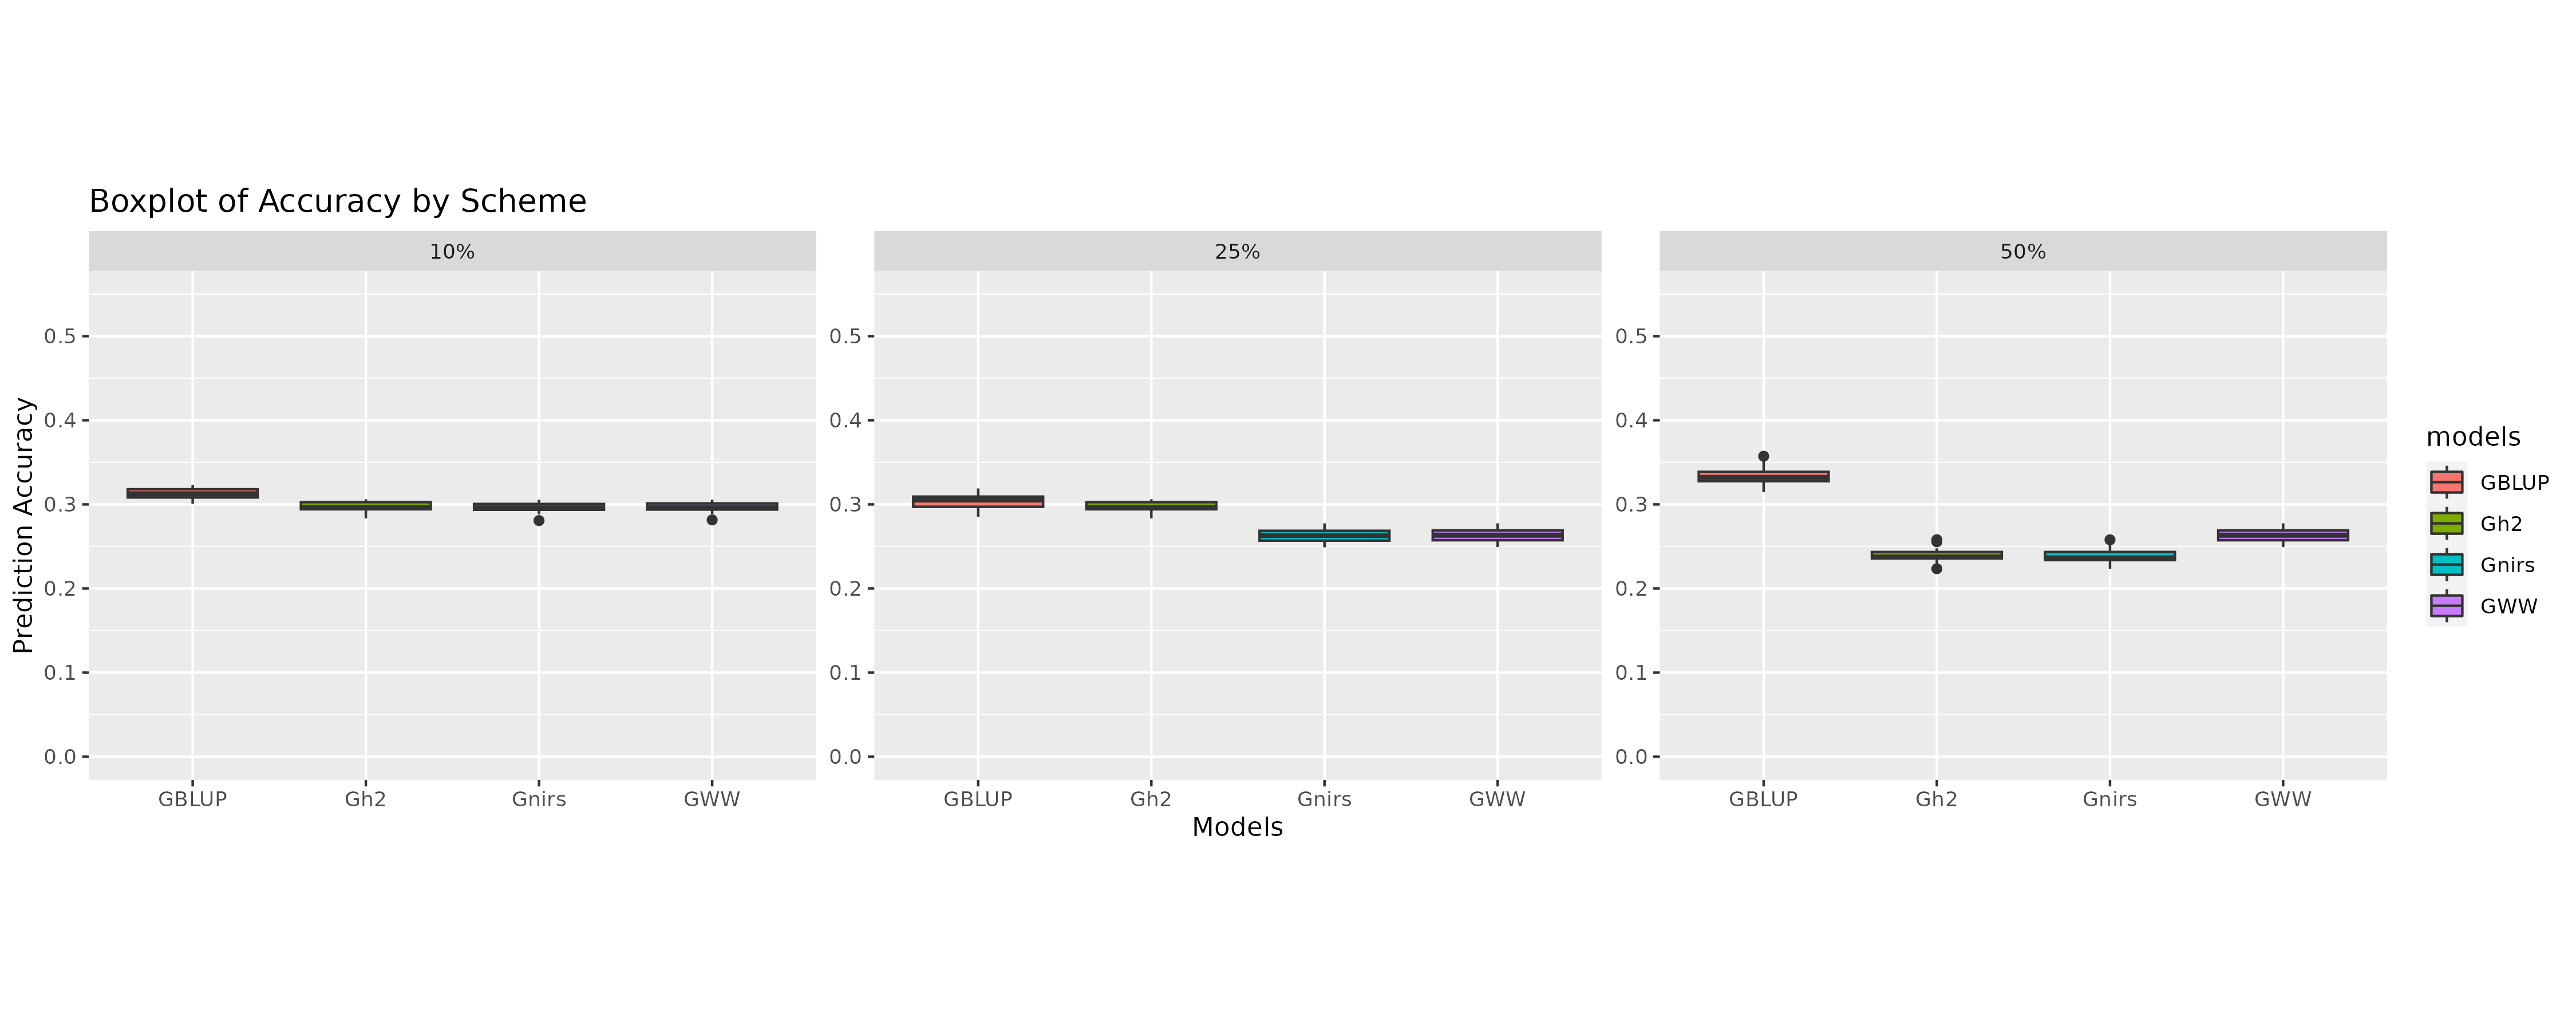 Boxplot of Accuracy by Scheme
10% 25% 50%
Prediction Accuracy
0.5 0.5 0.5
0.4 0.4 0.4
0.3 0.3 0.3
0.2 0.2 0.2
0.1 0.1 0.1
0.0 0.0 0.0
GBLUP Gh2 Gnirs GWW GBLUP Gh2 Gnirs GWW GBLUP Gh2 Gnirs GWW
Models
models
GBLUP
Gh2
Gnirs
GWW